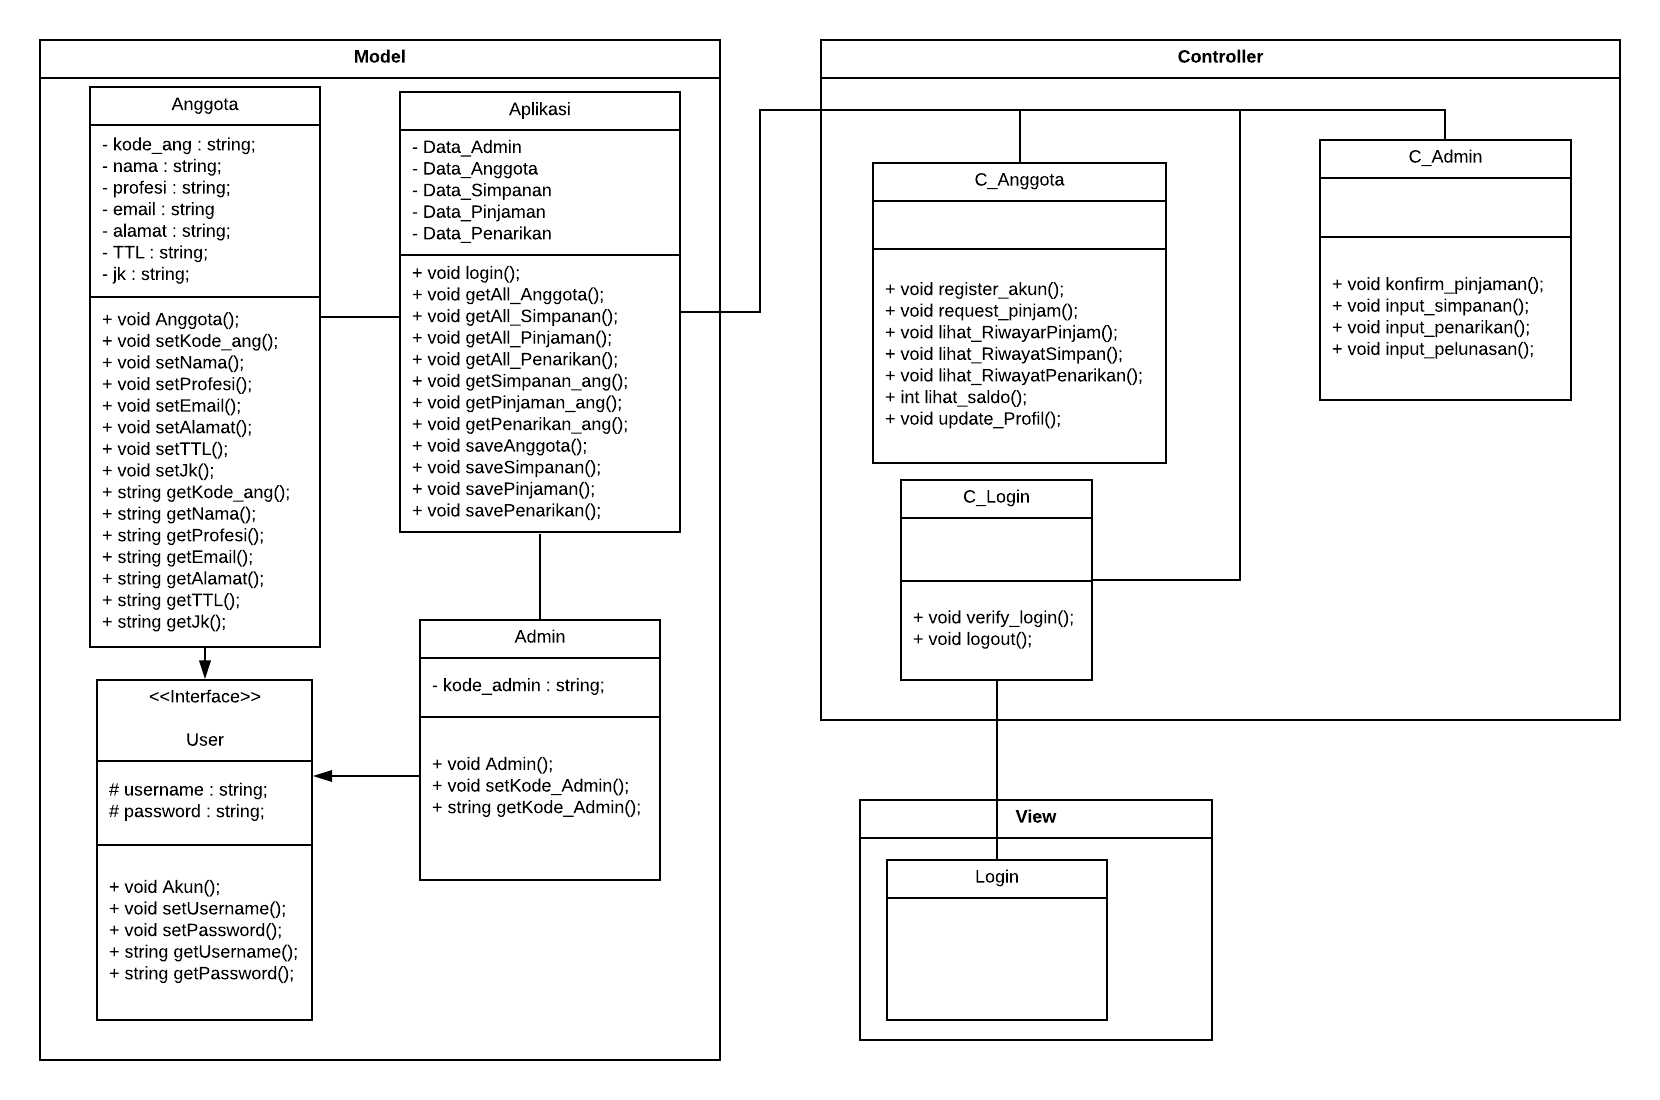 Model
Anggota
- kode_ang : string;
- nama : string;
- profesi : string;
- email : string
- alamat : string;
- TTL : string;
- jk : string;
+ void Anggota();
+ void setKode_ang();
+ void setNama();
+ void setProfesi();
+ void setEmail();
+ void setAlamat();
+ void setTTL();
+ void setJk();
+ string getKode_ang();
+ string getNama();
+ string getProfesi();
+ string getEmail();
+ string getAlamat();
+ string getTTL();
+ string getJk();
Aplikasi
- Data_Admin
- Data_Anggota
- Data_Simpanan
- Data_Pinjaman
- Data_Penarikan
+ void login();
+ void getAll_Anggota();
+ void getAll_Simpanan();
+ void getAll_Pinjaman();
+ void getAll_Penarikan();
+ void getSimpanan_ang();
+ void getPinjaman_ang();
+ void getPenarikan_ang();
+ void saveAnggota();
+ void saveSimpanan();
+ void savePinjaman();
+ void savePenarikan();
<<Interface>>
User
# username : string;
# password : string;
+ void Akun();
+ void setUsername();
+ void setPassword();
+ string getUsername();
+ string getPassword();
Admin
- kode_admin : string;
+ void Admin();
+ void setKode_Admin();
+ string getKode_Admin();
Controller
C_Anggota
+ void register_akun();
+ void request_pinjam();
+ void lihat_RiwayarPinjam();
+ void lihat_RiwayatSimpan();
+ void lihat_RiwayatPenarikan();
+ int lihat_saldo();
+ void update_Profil();
C_Admin
+ void konfirm_pinjaman();
+ void input_simpanan();
+ void input_penarikan();
+ void input_pelunasan();
C_Login
+ void verify_login();
+ void logout();
View
Login